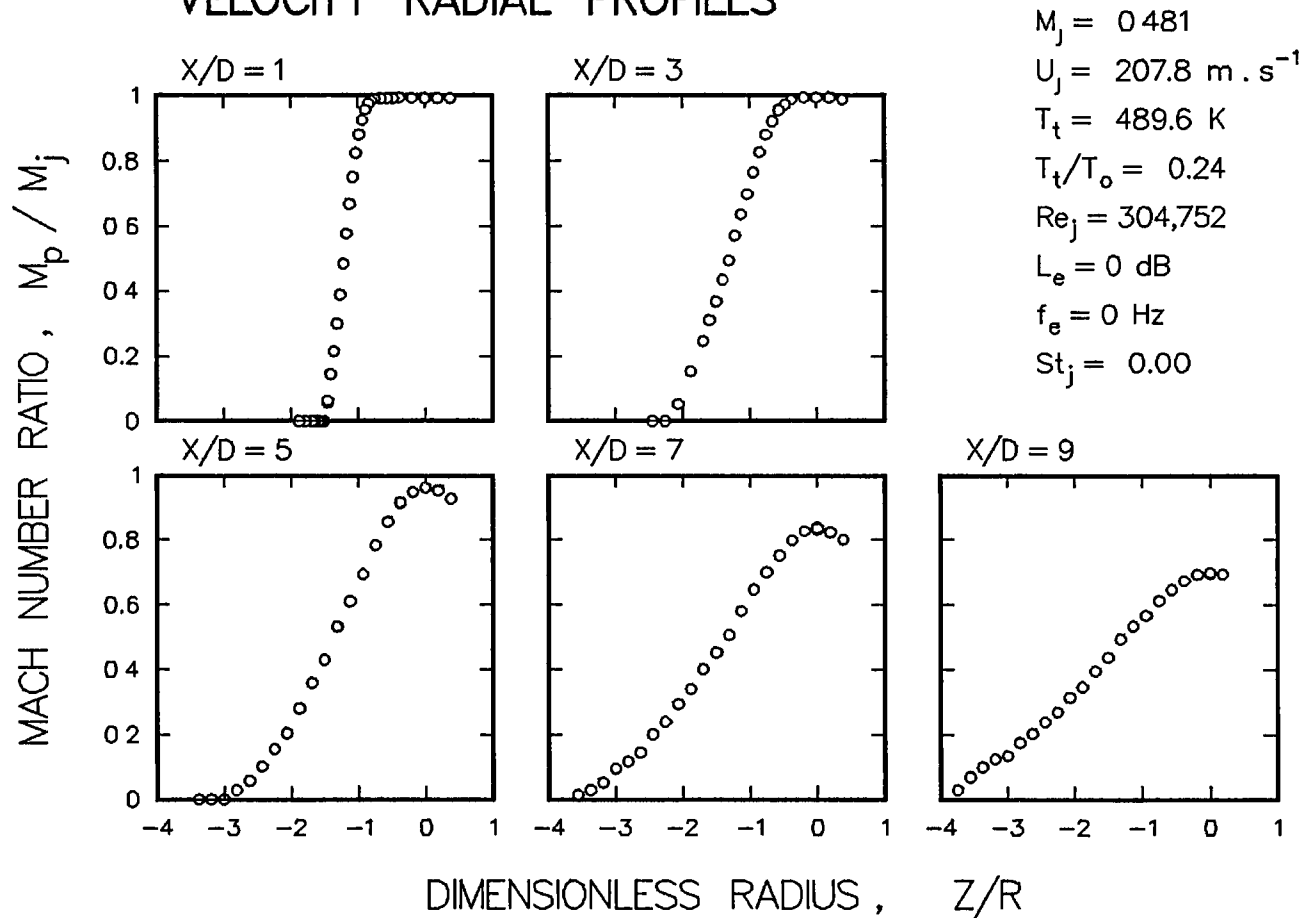 VELOCITY RADIAL PROFILES
M_j = 0 481
U_j = 207.8 m . s^-1
T_t = 489.6 K
T_t/T_o = 0.24
Re_j = 304,752
L_e = 0 dB
f_e = 0 Hz
St_j = 0.00
X/D = 1
X/D = 3
1
0.8
0 6
0 4
0.2
0
X/D = 5
X/D = 7
X/D = 9
1
0.8
0.6
0 4
0 2
0
−4 −3 −2 −1 0 1
−4 −3 −2 −1 0 1
−4 −3 −2 −1 0 1
MACH NUMBER RATIO , M_p / M_j
DIMENSIONLESS RADIUS , Z/R